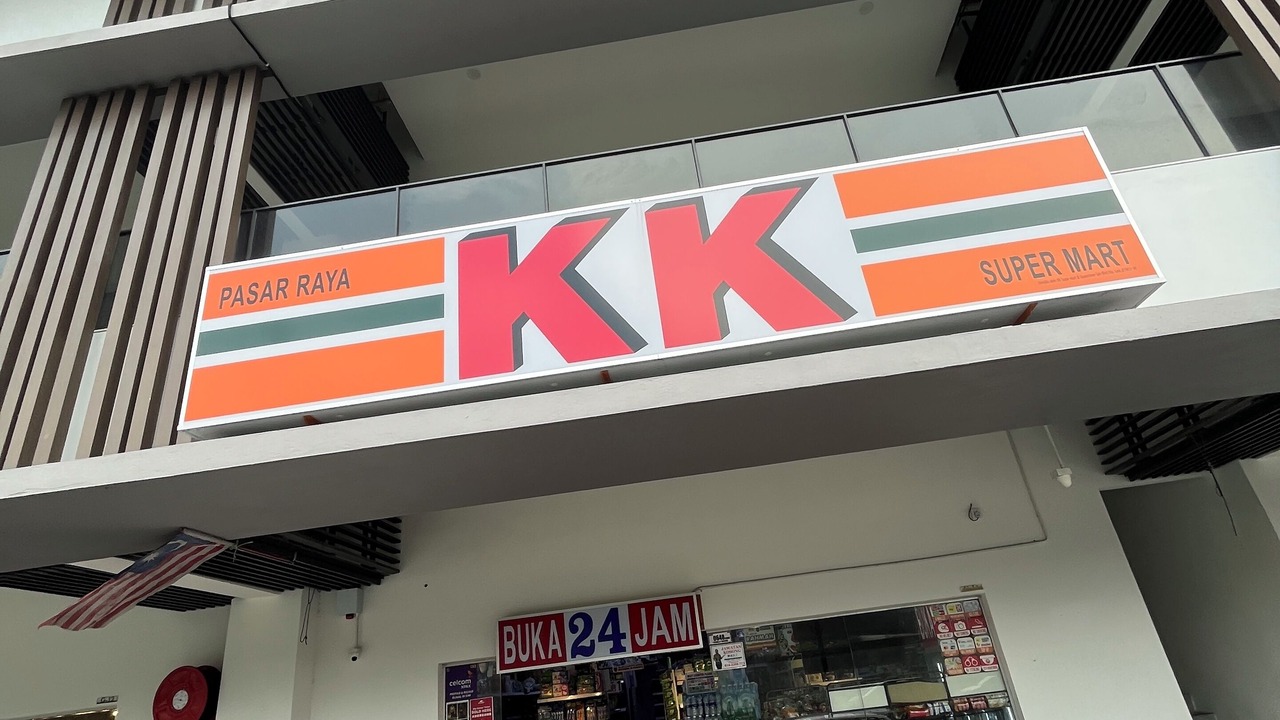 PASAR RAYA
KK
SUPER MART
BUKA 24 JAM
celcom